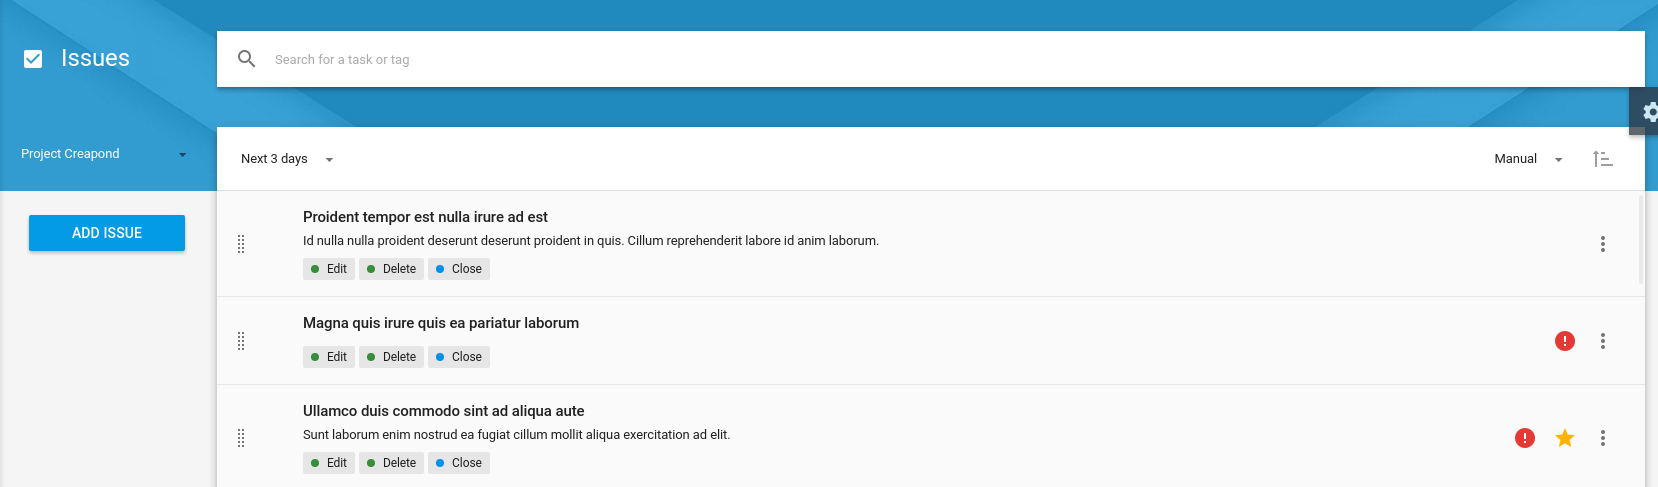 Issues
Search for a task or tag
Project Creapond
Next 3 days
Manual
ADD ISSUE
Proident tempor est nulla irure ad est
Id nulla nulla proident deserunt deserunt proident in quis. Cillum reprehenderit labore id anim laborum.
Edit Delete Close
Magna quis irure quis ea pariatur laborum
Edit Delete Close
Ullamco duis commodo sint ad aliqua aute
Sunt laborum enim nostrud ea fugiat cillum mollit aliqua exercitation ad elit.
Edit Delete Close